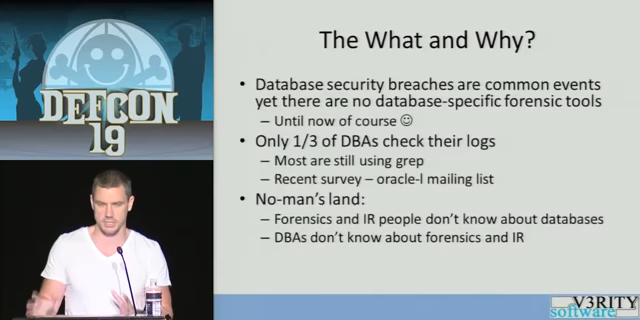 DEFCON
19
The What and Why?
• Database security breaches are common events
yet there are no database-specific forensic tools
– Until now of course ☺
• Only 1/3 of DBAs check their logs
– Most are still using grep
– Recent survey – oracle-l mailing list
• No-man's land:
– Forensics and IR people don't know about databases
– DBAs don't know about forensics and IR
V3RITY
software